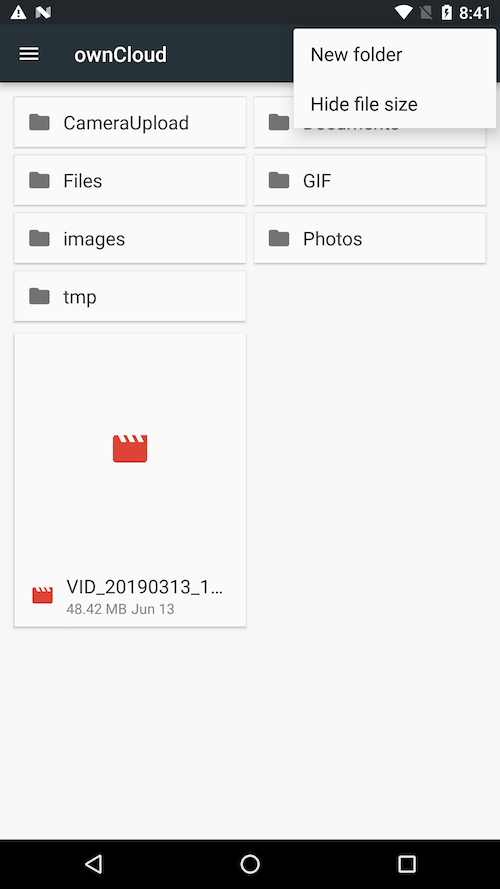 8:41
ownCloud
New folder
Hide file size
CameraUpload
Documents
Files
GIF
images
Photos
tmp
VID_20190313_1...
48.42 MB Jun 13